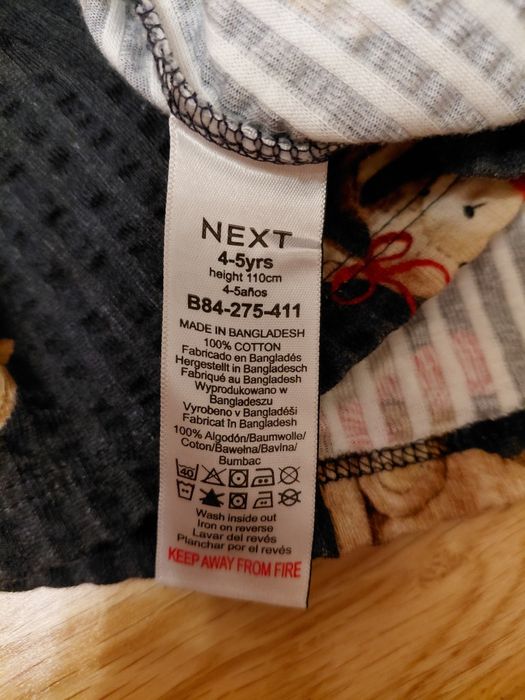 NEXT
4-5yrs
height 110cm
4-5años
B84-275-411
MADE IN BANGLADESH
100% COTTON
Fabricado en Bangladés
Hergestellt in Bangladesch
Fabriqué au Bangladesh
Wyprodukowano w
Bangladeszu
Vyrobeno v Bangladéši
Fabricat în Bangladesh
100% Algodón/Baumwolle/
Coton/Bawełna/Bavlna/
Bumbac
40
Wash inside out
Iron on reverse
Lavar del revés
Planchar por el revés
KEEP AWAY FROM FIRE